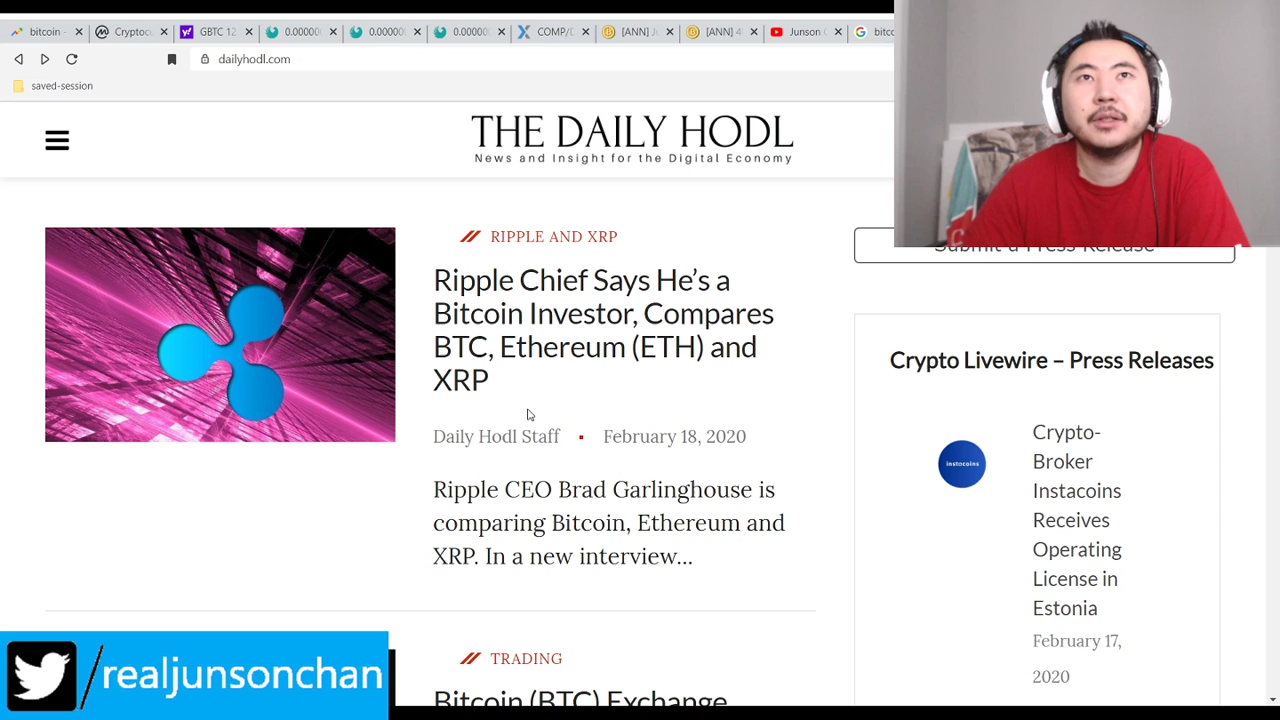 bitcoin
Cryptoc
GBTC 12
0.00000
0.00000
0.00000
COMP/
[ANN] J
[ANN] 4
Junson C
bitc
dailyhodl.com
saved-session
THE DAILY HODL
News and Insight for the Digital Economy
RIPPLE AND XRP
Ripple Chief Says He's a
Bitcoin Investor, Compares
BTC, Ethereum (ETH) and
XRP
Daily Hodl Staff
February 18, 2020
Ripple CEO Brad Garlinghouse is
comparing Bitcoin, Ethereum and
XRP. In a new interview...
TRADING
Bitcoin (BTC) Exchange
Submit a Press Release
Crypto Livewire – Press Releases
instacoins
Crypto-
Broker
Instacoins
Receives
Operating
License in
Estonia
February 17,
2020
/realjunsonchan